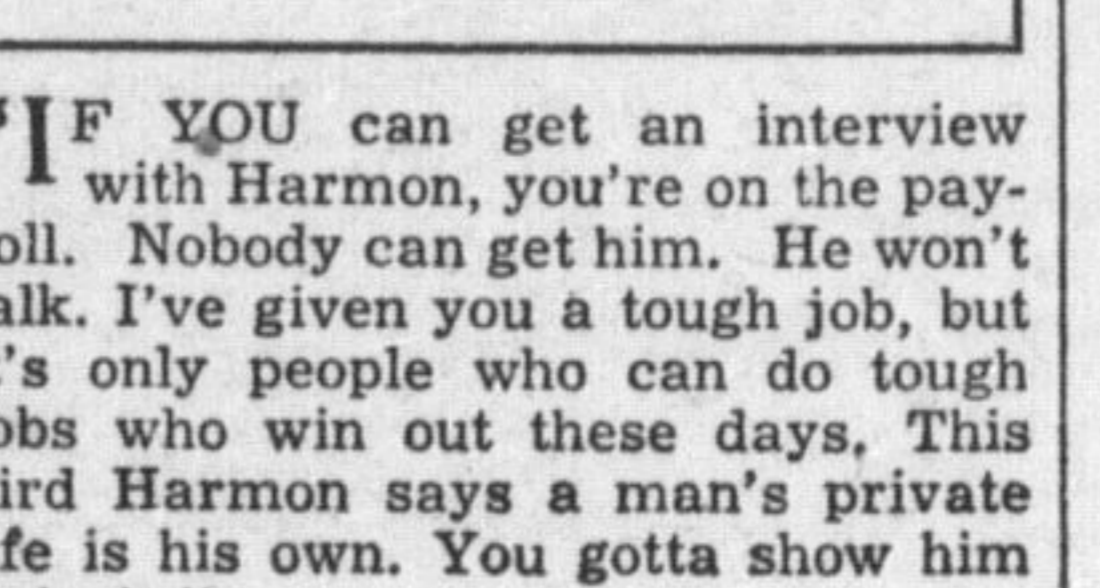 "IF YOU can get an interview
with Harmon, you're on the pay-
oll. Nobody can get him. He won't
alk. I've given you a tough job, but
t's only people who can do tough
obs who win out these days. This
ird Harmon says a man's private
fe is his own. You gotta show him